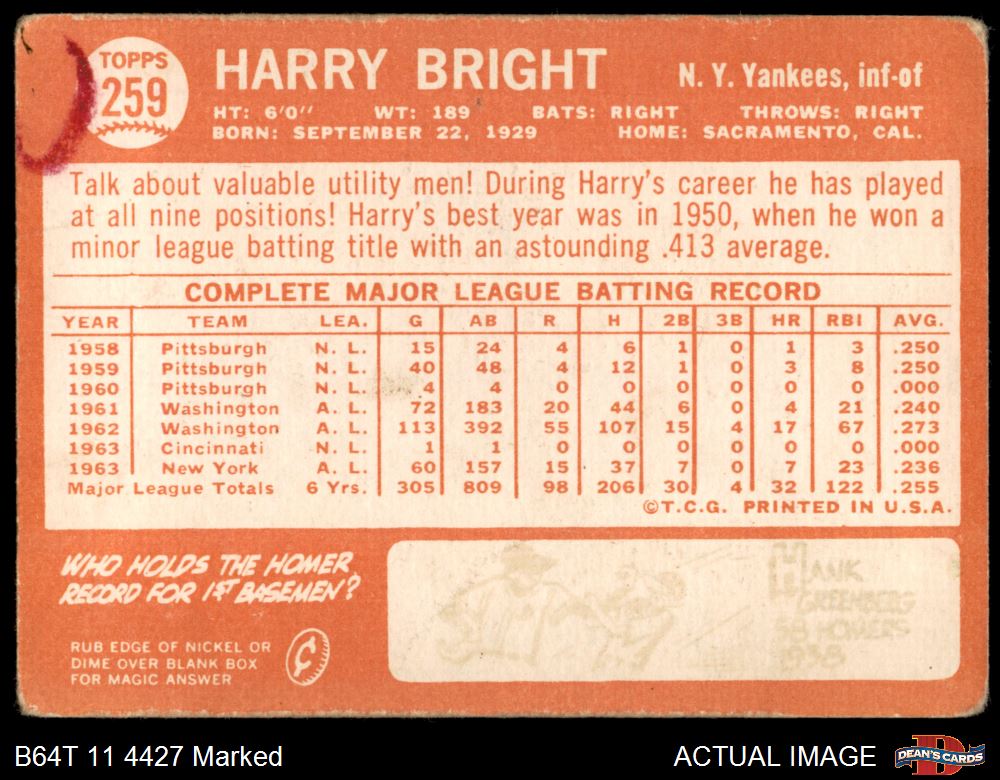 TOPPS
259
HARRY BRIGHT
N. Y. Yankees, inf-of
HT: 6'0" WT: 189 BATS: RIGHT THROWS: RIGHT
BORN: SEPTEMBER 22, 1929 HOME: SACRAMENTO, CAL.
Talk about valuable utility men! During Harry's career he has played
at all nine positions! Harry's best year was in 1950, when he won a
minor league batting title with an astounding .413 average.
COMPLETE MAJOR LEAGUE BATTING RECORD
YEAR TEAM LEA. G AB R H 2B 3B HR RBI AVG.
1958 Pittsburgh N. L. 15 24 4 6 1 0 1 3 .250
1959 Pittsburgh N. L. 40 48 4 12 1 0 3 8 .250
1960 Pittsburgh N. L. 4 4 0 0 0 0 0 0 .000
1961 Washington A. L. 72 183 20 44 6 0 4 21 .240
1962 Washington A. L. 113 392 55 107 15 4 17 67 .273
1963 Cincinnati N. L. 1 1 0 0 0 0 0 0 .000
1963 New York A. L. 60 157 15 37 7 0 7 23 .236
Major League Totals 6 Yrs. 305 809 98 206 30 4 32 122 .255
©T.C.G. PRINTED IN U.S.A.
WHO HOLDS THE HOMER
RECORD FOR 1ST BASEMEN?
RUB EDGE OF NICKEL OR
DIME OVER BLANK BOX
FOR MAGIC ANSWER
¢
HANK
GREENBERG
58 HOMERS
1938
B64T 11 4427 Marked
ACTUAL IMAGE
DEAN'S CARDS